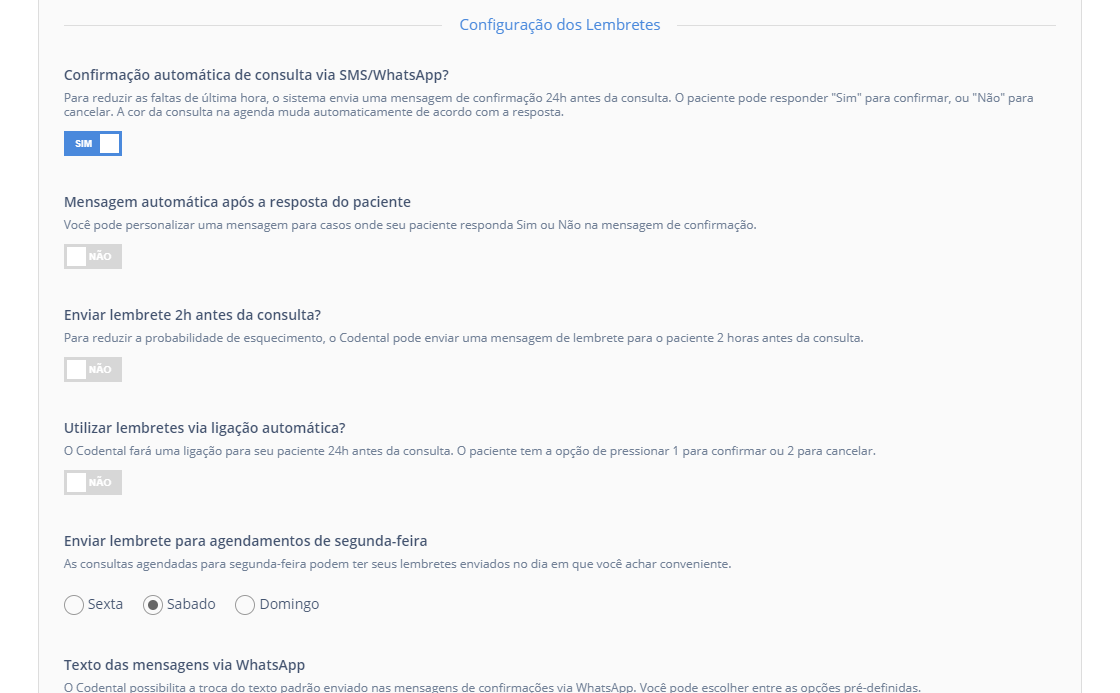 Configuração dos Lembretes
Confirmação automática de consulta via SMS/WhatsApp?
Para reduzir as faltas de última hora, o sistema envia uma mensagem de confirmação 24h antes da consulta. O paciente pode responder "Sim" para confirmar, ou "Não" para
cancelar. A cor da consulta na agenda muda automaticamente de acordo com a resposta.
SIM
Mensagem automática após a resposta do paciente
Você pode personalizar uma mensagem para casos onde seu paciente responda Sim ou Não na mensagem de confirmação.
NÃO
Enviar lembrete 2h antes da consulta?
Para reduzir a probabilidade de esquecimento, o Codental pode enviar uma mensagem de lembrete para o paciente 2 horas antes da consulta.
NÃO
Utilizar lembretes via ligação automática?
O Codental fará uma ligação para seu paciente 24h antes da consulta. O paciente tem a opção de pressionar 1 para confirmar ou 2 para cancelar.
NÃO
Enviar lembrete para agendamentos de segunda-feira
As consultas agendadas para segunda-feira podem ter seus lembretes enviados no dia em que você achar conveniente.
Sexta Sabado Domingo
Texto das mensagens via WhatsApp
O Codental possibilita a troca do texto padrão enviado nas mensagens de confirmações via WhatsApp. Você pode escolher entre as opções pré-definidas.